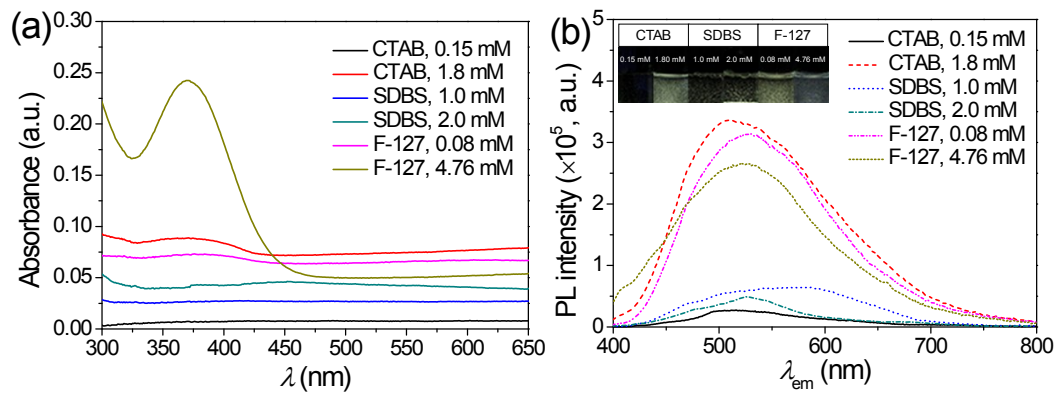 (a)
0.30
0.25
0.20
0.15
0.10
0.05
0.00
Absorbance (a.u.)
300 350 400 450 500 550 600 650
λ (nm)
CTAB, 0.15 mM
CTAB, 1.8 mM
SDBS, 1.0 mM
SDBS, 2.0 mM
F-127, 0.08 mM
F-127, 4.76 mM
(b)
5
4
3
2
1
0
PL intensity (×10⁵, a.u.)
400 500 600 700 800
λem (nm)
CTAB SDBS F-127
0.15 mM 1.80 mM 1.0 mM 2.0 mM 0.08 mM 4.76 mM
CTAB, 0.15 mM
CTAB, 1.8 mM
SDBS, 1.0 mM
SDBS, 2.0 mM
F-127, 0.08 mM
F-127, 4.76 mM